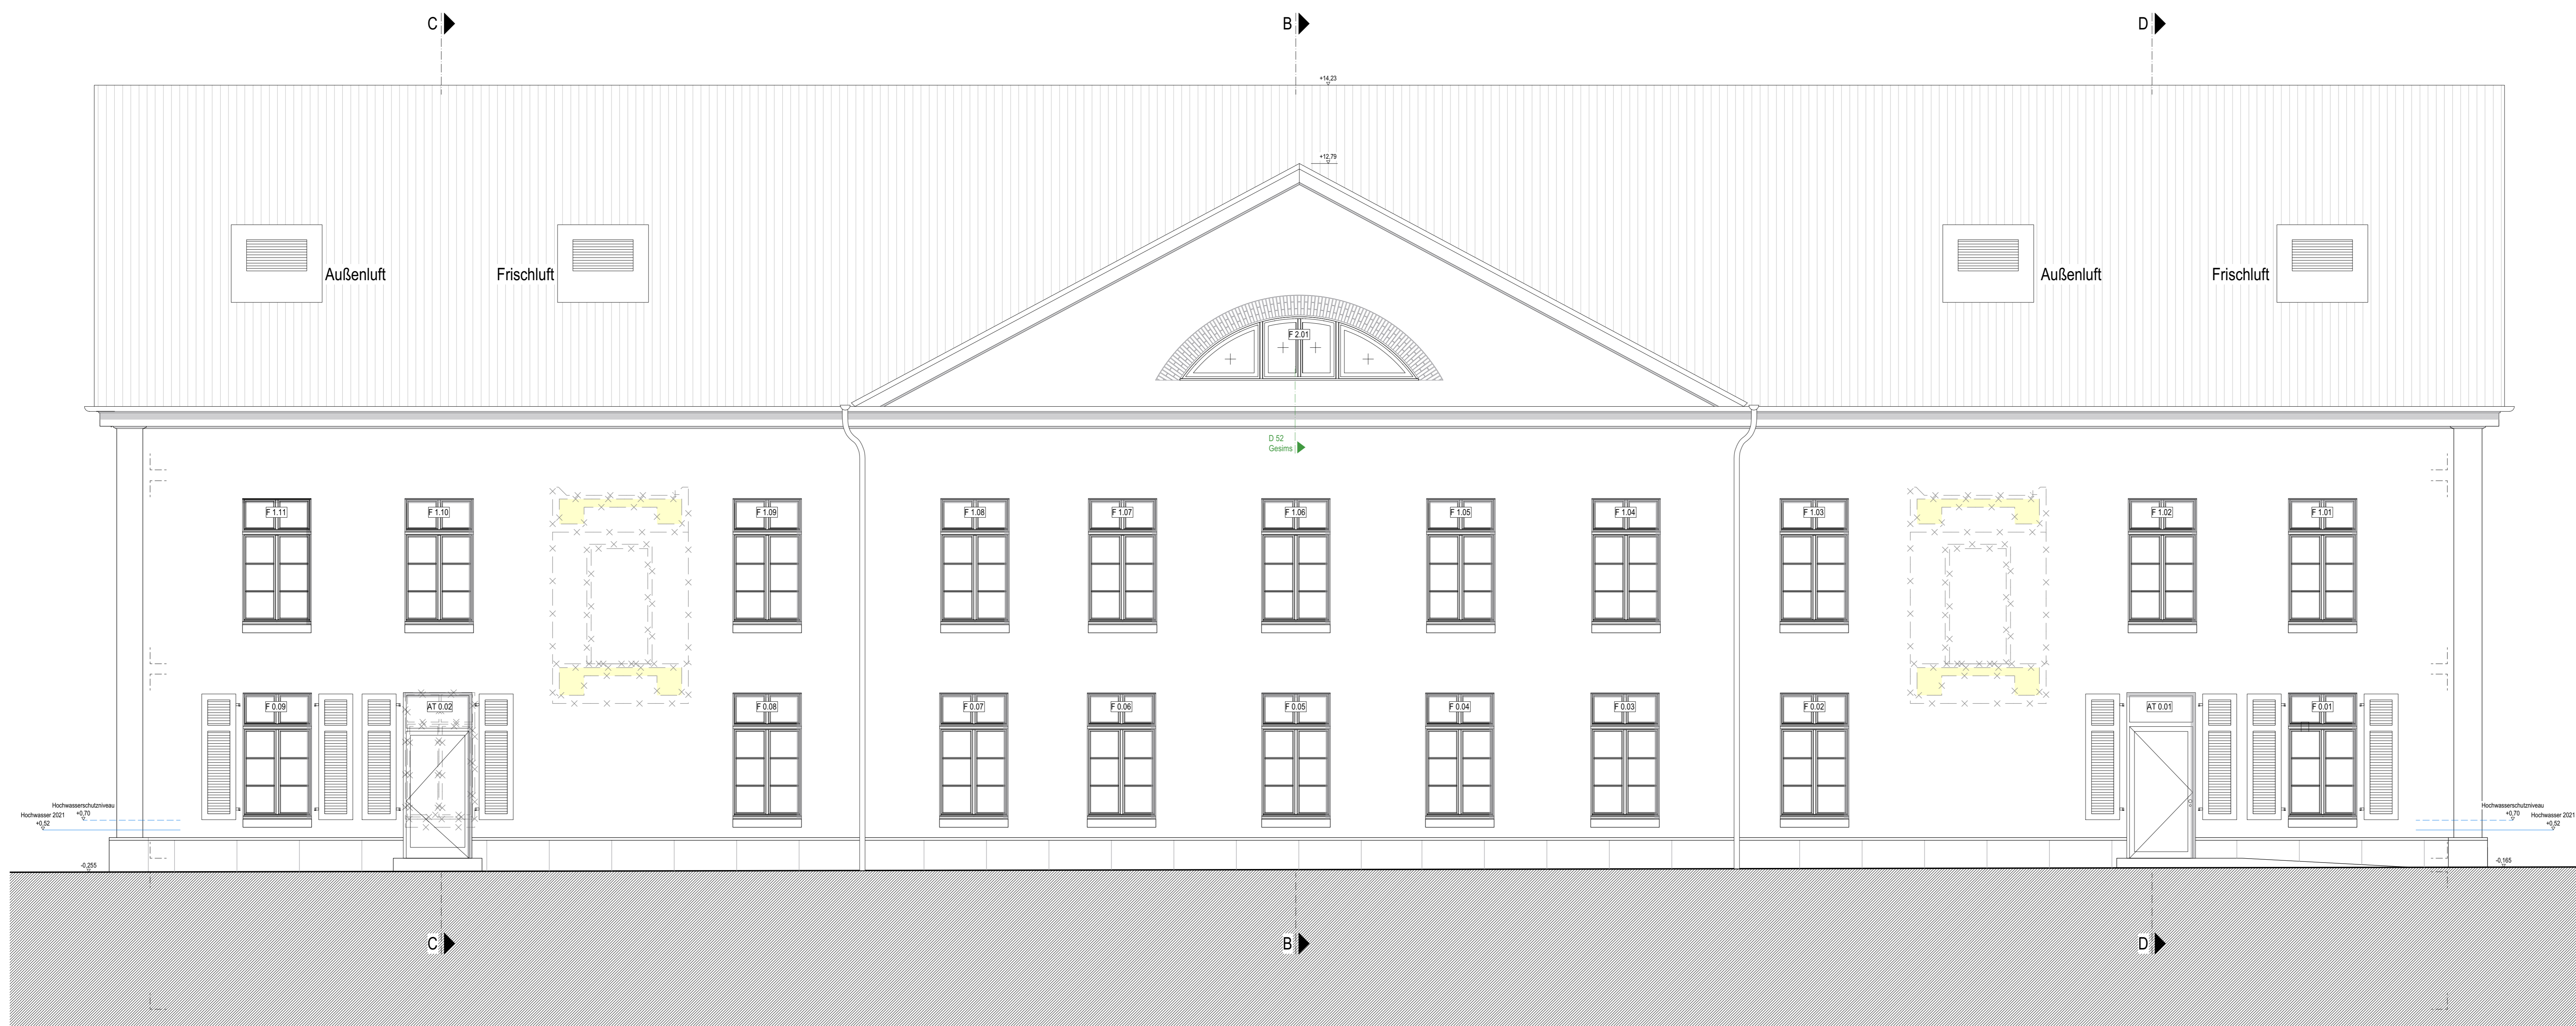 C
B
D
+14,23
+12,79
Außenluft
Frischluft
Außenluft
Frischluft
F 2.01
D 52
Gesims
F 1.11
F 1.10
F 1.09
F 1.08
F 1.07
F 1.06
F 1.05
F 1.04
F 1.03
F 1.02
F 1.01
F 0.09
AT 0.02
F 0.08
F 0.07
F 0.06
F 0.05
F 0.04
F 0.03
F 0.02
AT 0.01
F 0.01
Hochwasserschutzniveau
+0,70
Hochwasser 2021
+0,52
Hochwasserschutzniveau
+0,70
Hochwasser 2021
+0,52
-0,255
-0,165
C
B
D